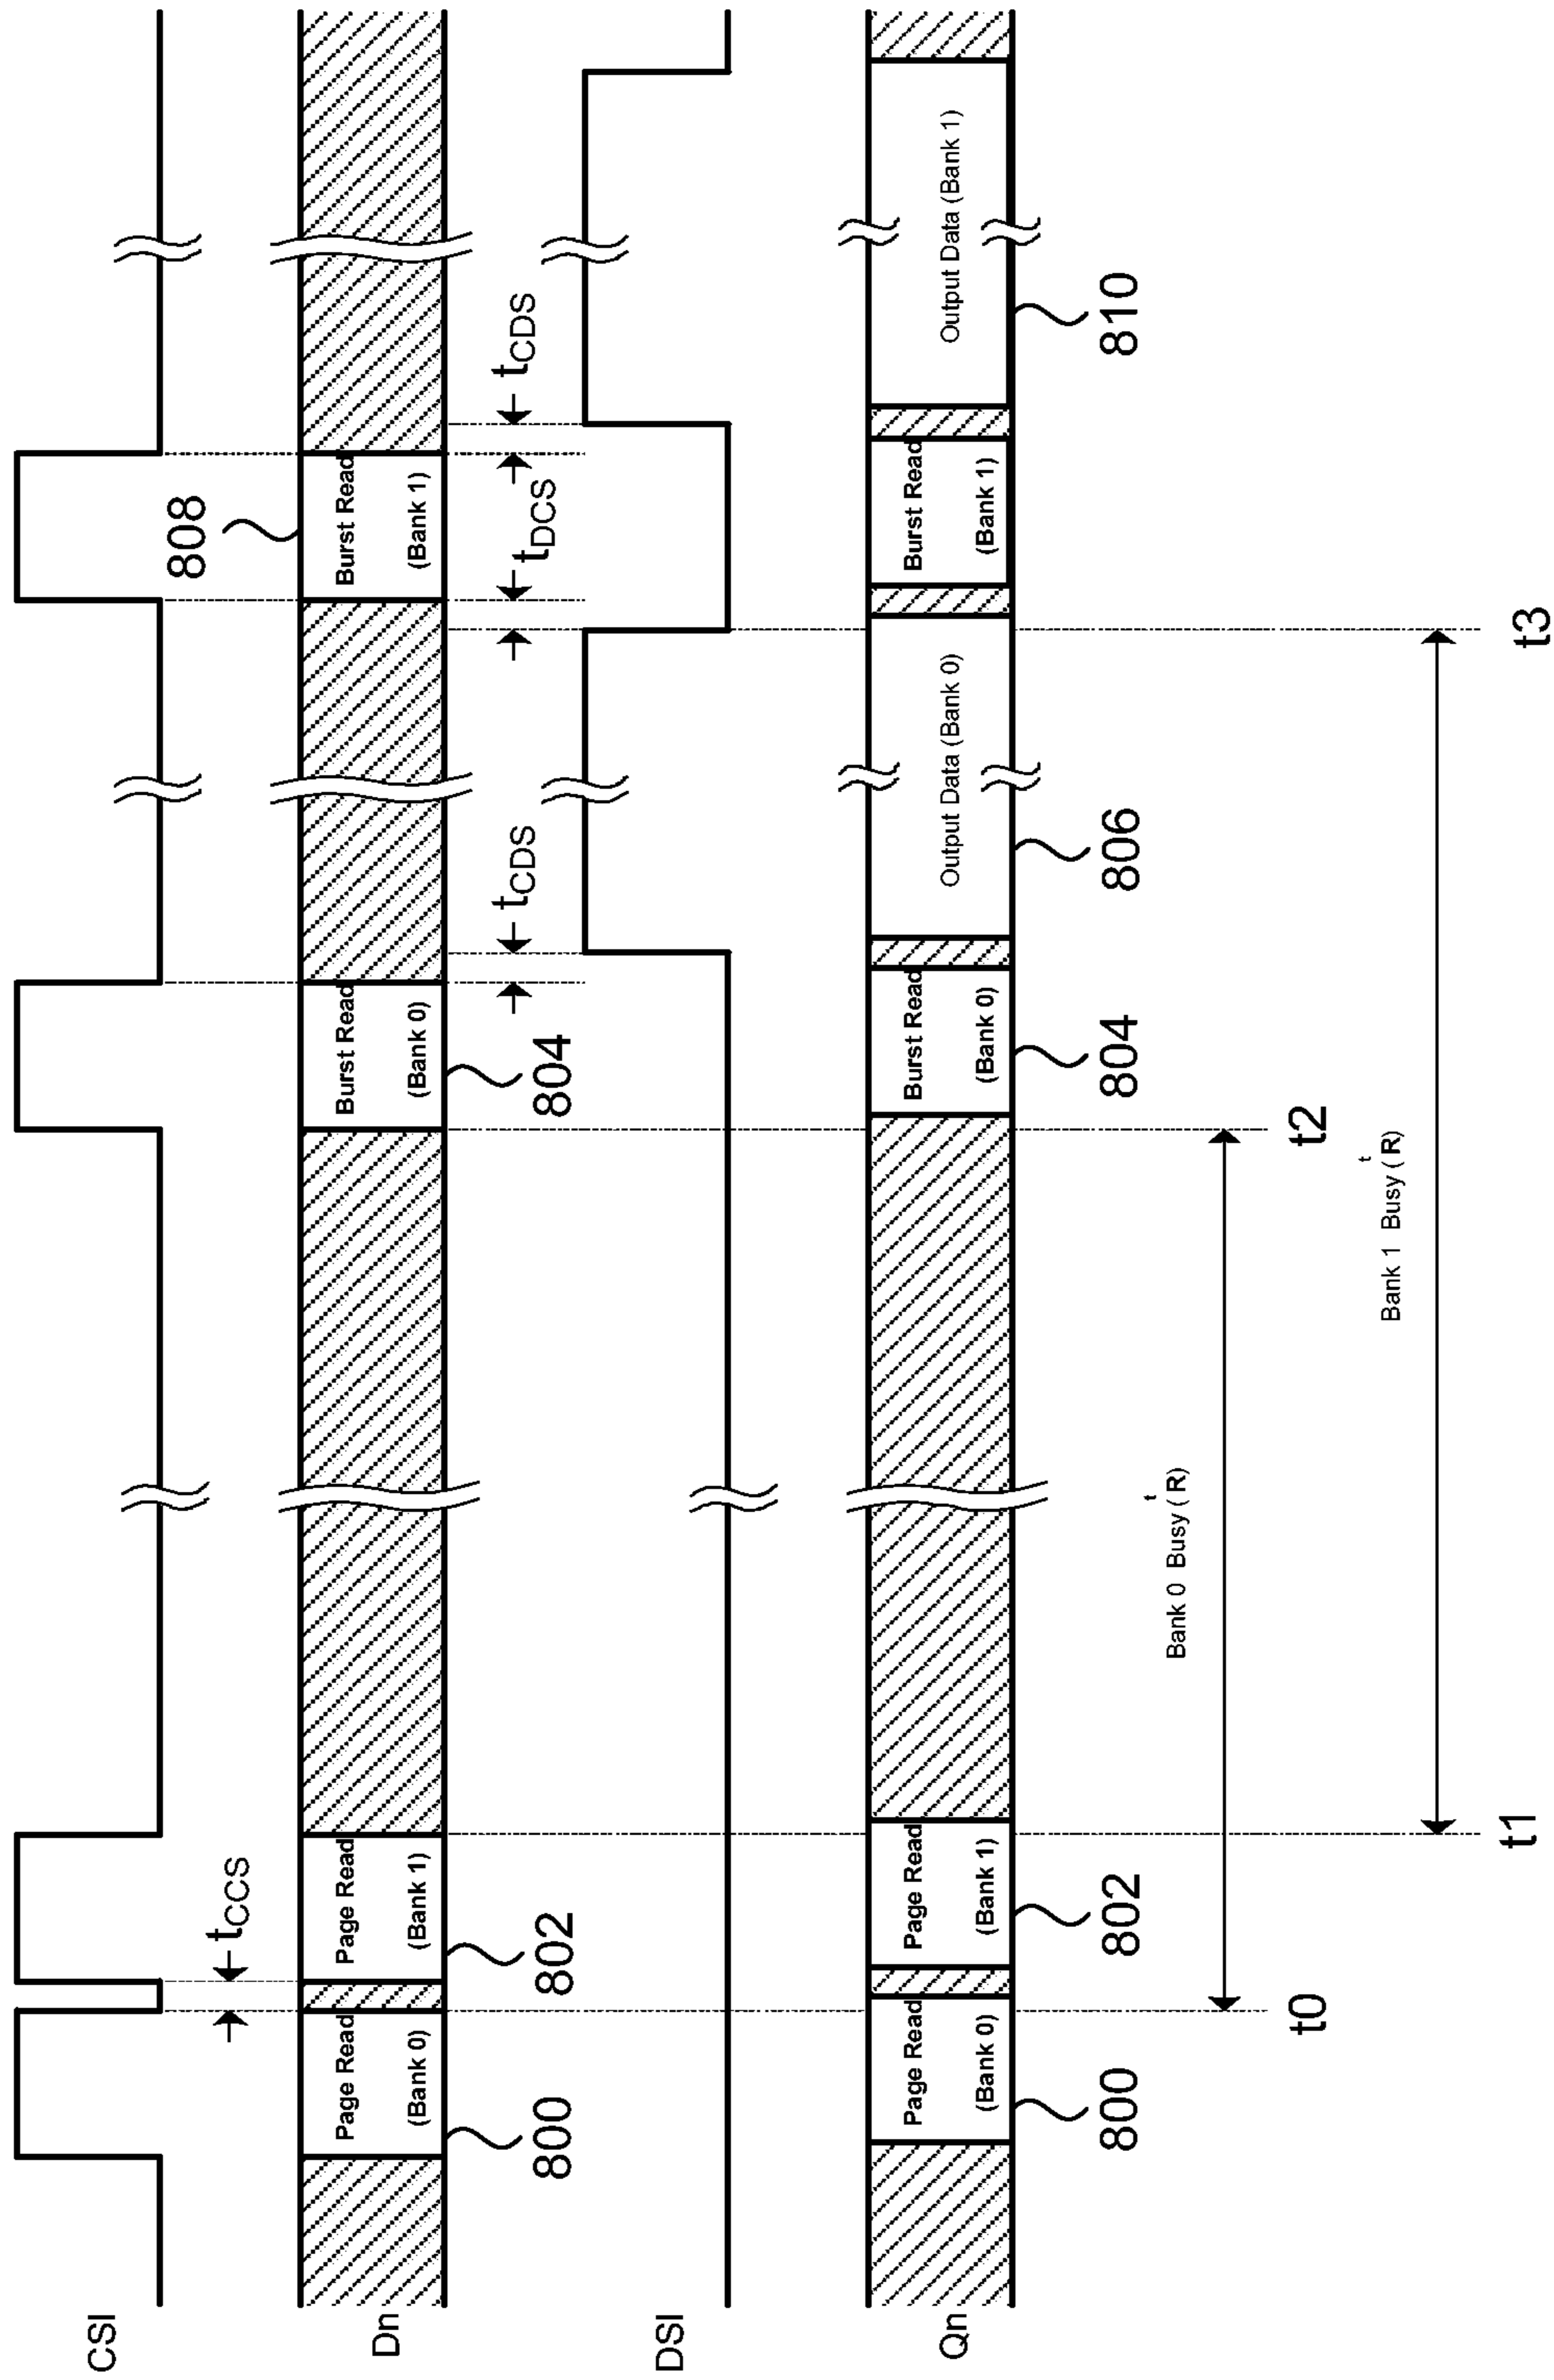 CSI
tCCS
808
Dn
Page Read
(Bank 0)
Page Read
(Bank 1)
Burst Read
(Bank 0)
Burst Read
(Bank 1)
800
802
804
tCDS
tDCS
tCDS
DSI
Qn
Page Read
(Bank 0)
Page Read
(Bank 1)
Burst Read
(Bank 0)
Output Data (Bank 0)
Burst Read
(Bank 1)
Output Data (Bank 1)
800
802
804
806
810
Bank 0 Busy (tR)
t0
t2
Bank 1 Busy (tR)
t1
t3